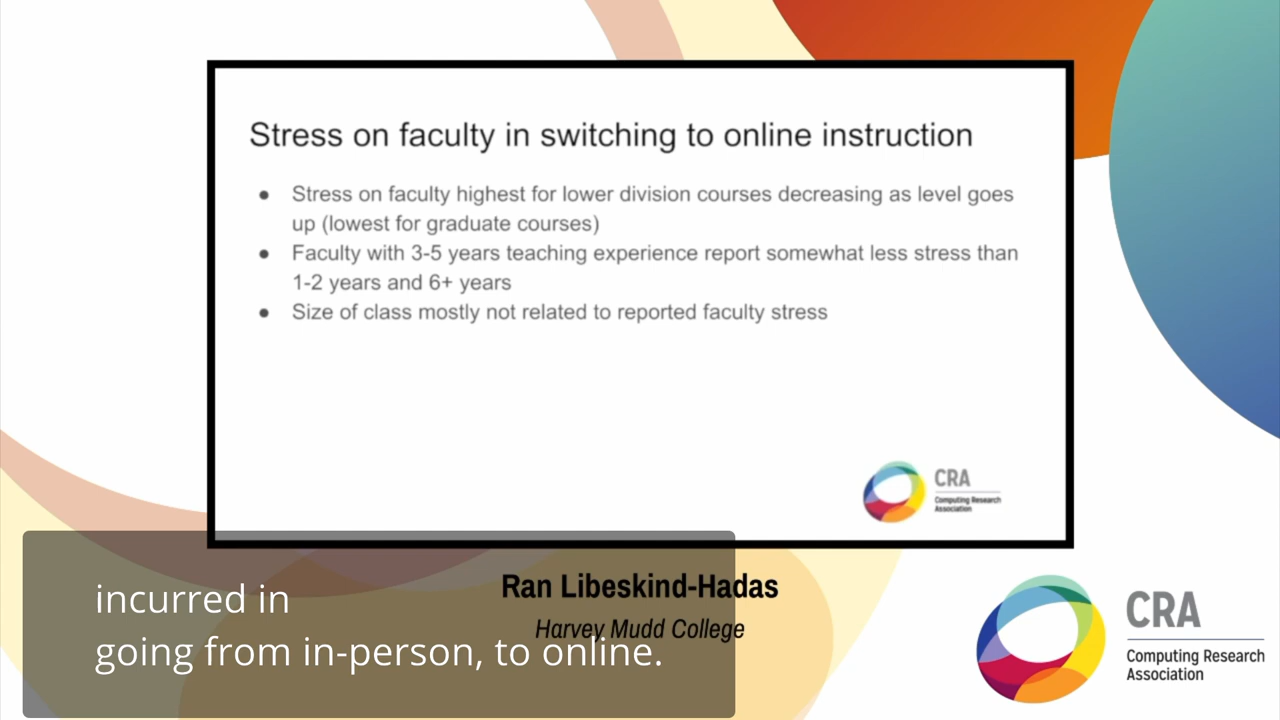 Stress on faculty in switching to online instruction
● Stress on faculty highest for lower division courses decreasing as level goes
up (lowest for graduate courses)
● Faculty with 3-5 years teaching experience report somewhat less stress than
1-2 years and 6+ years
● Size of class mostly not related to reported faculty stress
CRA
Computing Research
Association
Ran Libeskind-Hadas
Harvey Mudd College
incurred in
going from in-person, to online.
CRA
Computing Research
Association